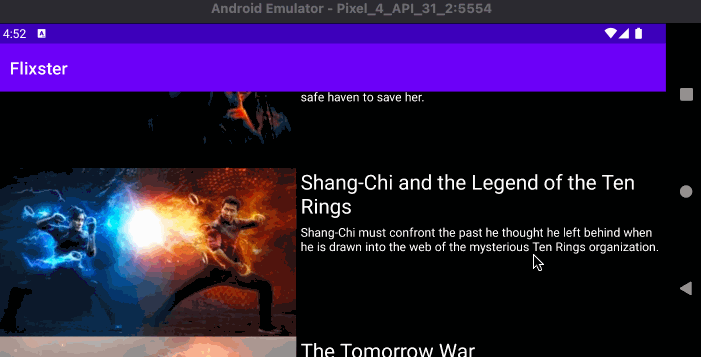 Android Emulator - Pixel_4_API_31_2:5554
4:52
A
Flixster
safe haven to save her.
Shang-Chi and the Legend of the Ten
Rings
Shang-Chi must confront the past he thought he left behind when
he is drawn into the web of the mysterious Ten Rings organization.
The Tomorrow War